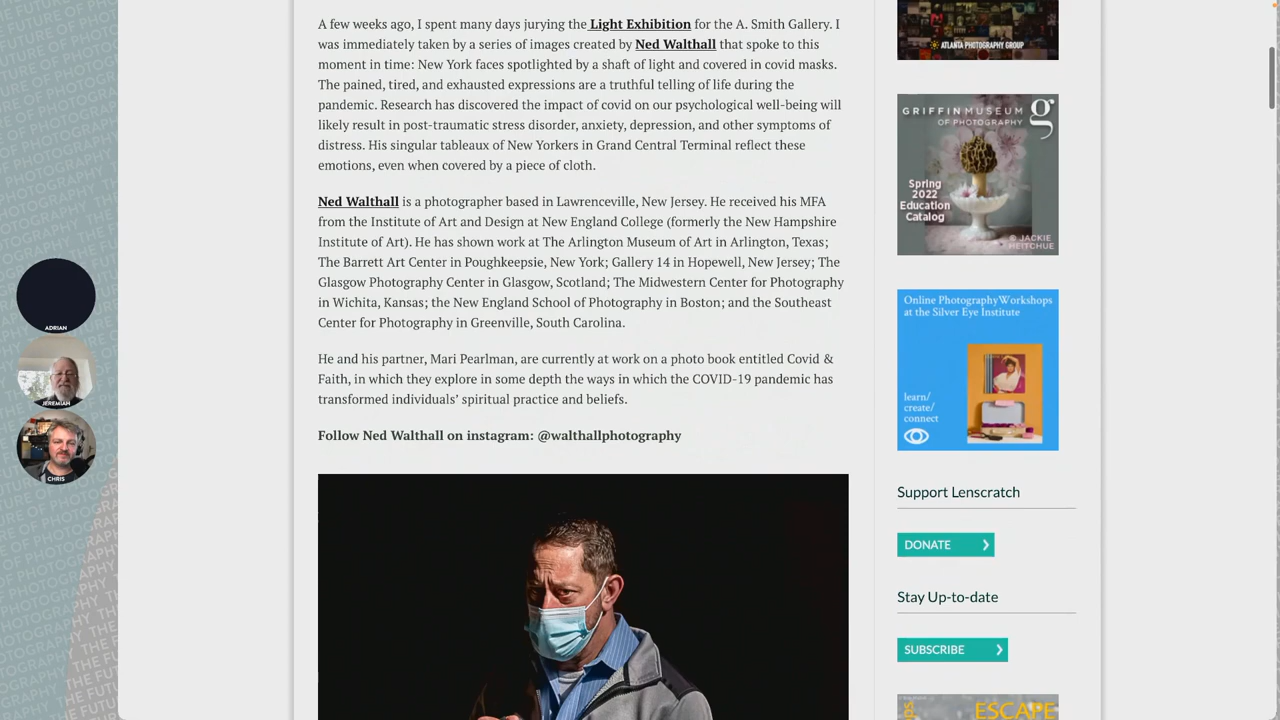 A few weeks ago, I spent many days jurying the Light Exhibition for the A. Smith Gallery. I
was immediately taken by a series of images created by Ned Walthall that spoke to this
moment in time: New York faces spotlighted by a shaft of light and covered in covid masks.
The pained, tired, and exhausted expressions are a truthful telling of life during the
pandemic. Research has discovered the impact of covid on our psychological well-being will
likely result in post-traumatic stress disorder, anxiety, depression, and other symptoms of
distress. His singular tableaux of New Yorkers in Grand Central Terminal reflect these
emotions, even when covered by a piece of cloth.
Ned Walthall is a photographer based in Lawrenceville, New Jersey. He received his MFA
from the Institute of Art and Design at New England College (formerly the New Hampshire
Institute of Art). He has shown work at The Arlington Museum of Art in Arlington, Texas;
The Barrett Art Center in Poughkeepsie, New York; Gallery 14 in Hopewell, New Jersey; The
Glasgow Photography Center in Glasgow, Scotland; The Midwestern Center for Photography
in Wichita, Kansas; the New England School of Photography in Boston; and the Southeast
Center for Photography in Greenville, South Carolina.
He and his partner, Mari Pearlman, are currently at work on a photo book entitled Covid &
Faith, in which they explore in some depth the ways in which the COVID-19 pandemic has
transformed individuals’ spiritual practice and beliefs.
Follow Ned Walthall on instagram: @walthallphotography
ATLANTA PHOTOGRAPHY GROUP
GRIFFIN MUSEUM
OF PHOTOGRAPHY
g
Spring
2022
Education
Catalog
© JACKIE
HEITCHUE
Online Photography Workshops
at the Silver Eye Institute
learn/
create/
connect
Support Lenscratch
DONATE
Stay Up-to-date
SUBSCRIBE
ESCAPE
ADRIAN
JEREMIAH
CHRIS